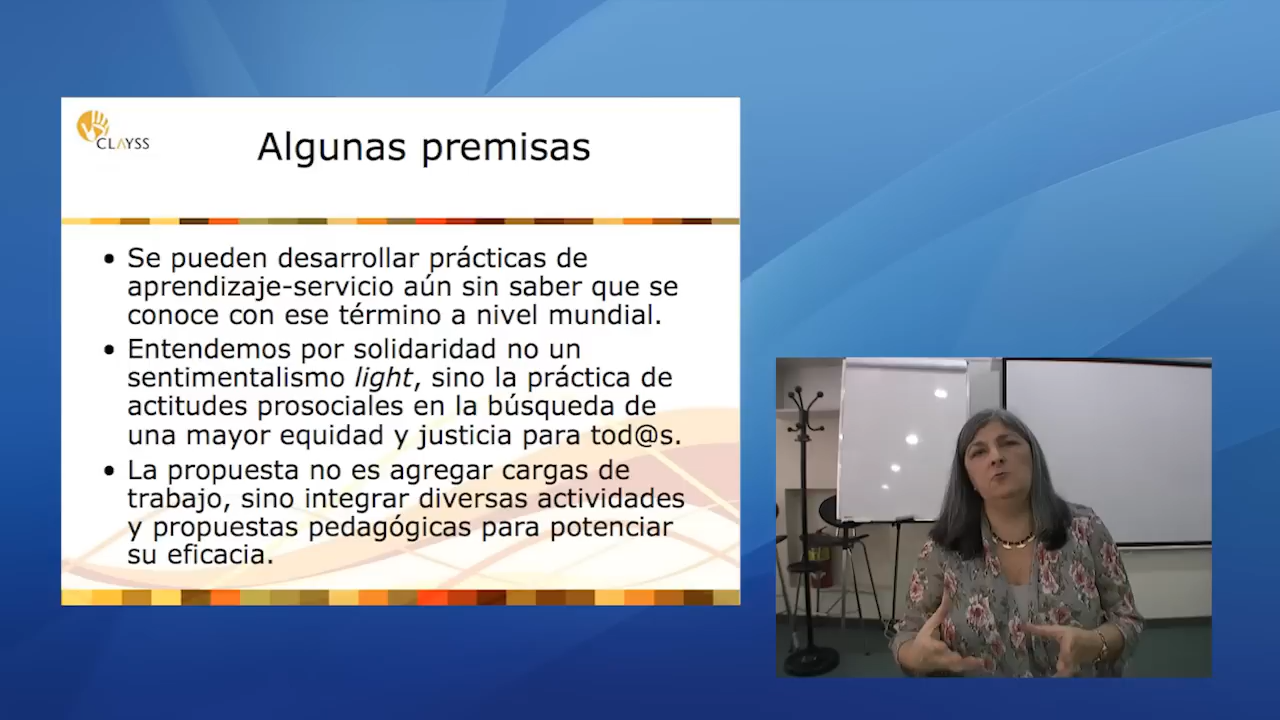 CLAYSS
Algunas premisas
• Se pueden desarrollar prácticas de
aprendizaje-servicio aún sin saber que se
conoce con ese término a nivel mundial.
• Entendemos por solidaridad no un
sentimentalismo light, sino la práctica de
actitudes prosociales en la búsqueda de
una mayor equidad y justicia para tod@s.
• La propuesta no es agregar cargas de
trabajo, sino integrar diversas actividades
y propuestas pedagógicas para potenciar
su eficacia.